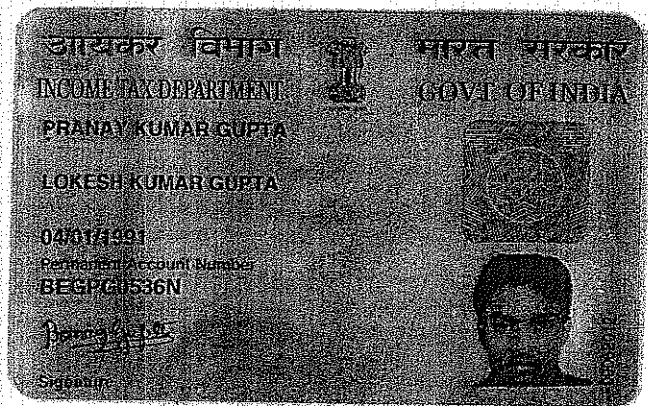 आयकर विभाग
भारत सरकार
INCOME TAX DEPARTMENT
GOVT. OF INDIA
PRANAY KUMAR GUPTA
LOKESH KUMAR GUPTA
04/01/1991
Permanent Account Number
BEGPG0536N
Signature